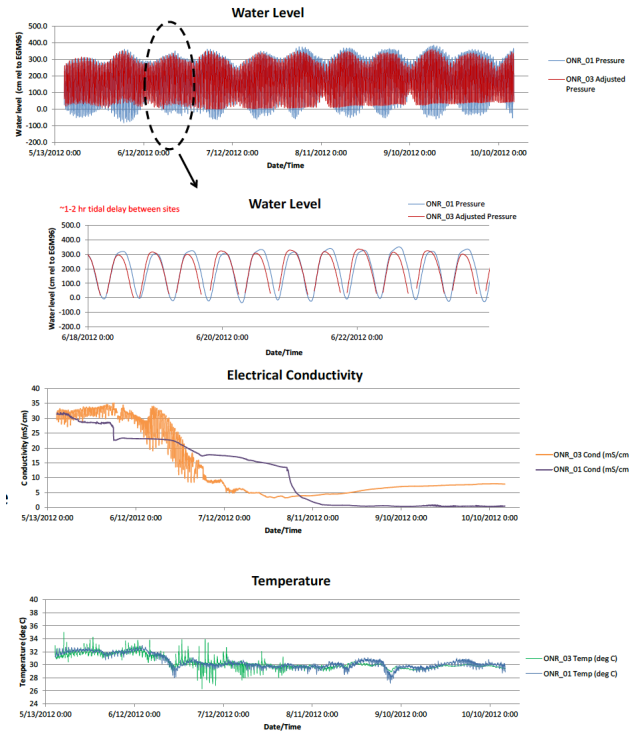 Water Level
500.0
400.0
300.0
200.0
100.0
0.0
-100.0
-200.0
Water level (cm rel to EGM96)
5/13/2012 0:00 6/12/2012 0:00 7/12/2012 0:00 8/11/2012 0:00 9/10/2012 0:00 10/10/2012 0:00
Date/Time
ONR_01 Pressure
ONR_03 Adjusted
Pressure
~1-2 hr tidal delay between sites
Water Level
ONR_01 Pressure
ONR_03 Adjusted Pressure
500.0
400.0
300.0
200.0
100.0
0.0
-100.0
-200.0
Water level (cm rel to EGM96)
6/18/2012 0:00 6/20/2012 0:00 6/22/2012 0:00
Date/Time
Electrical Conductivity
40
35
30
25
20
15
10
5
0
C conductivity (mS/cm)
5/13/2012 0:00 6/12/2012 0:00 7/12/2012 0:00 8/11/2012 0:00 9/10/2012 0:00 10/10/2012 0:00
Date/Time
ONR_03 Cond (mS/cm
ONR_01 Cond (mS/cm
Temperature
40
38
36
34
32
30
28
26
24
Temperature (deg C)
5/13/2012 0:00 6/12/2012 0:00 7/12/2012 0:00 8/11/2012 0:00 9/10/2012 0:00 10/10/2012 0:00
Date/Time
ONR_03 Temp (deg C)
ONR_01 Temp (deg C)